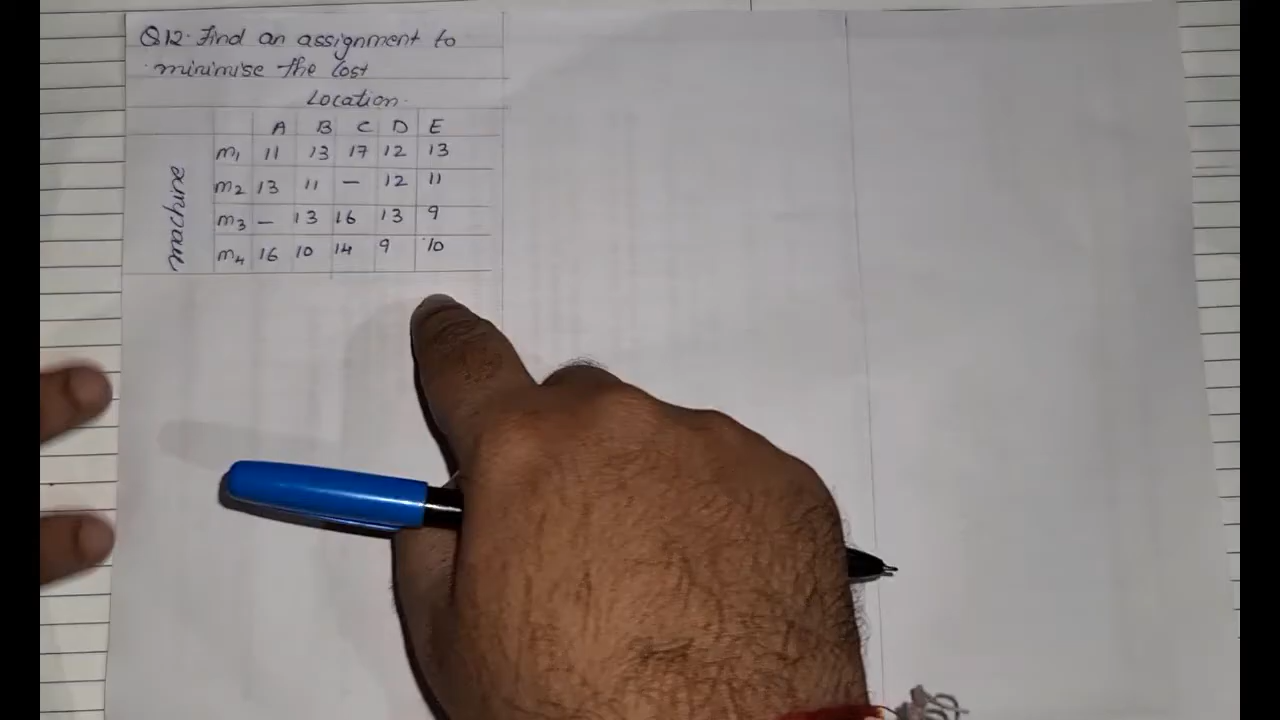 Q12. Find an assignment to
minimise the Cost
Location.
A B C D E
machine
m1 11 13 17 12 13
m2 13 11 — 12 11
m3 — 13 16 13 9
m4 16 10 14 9 10